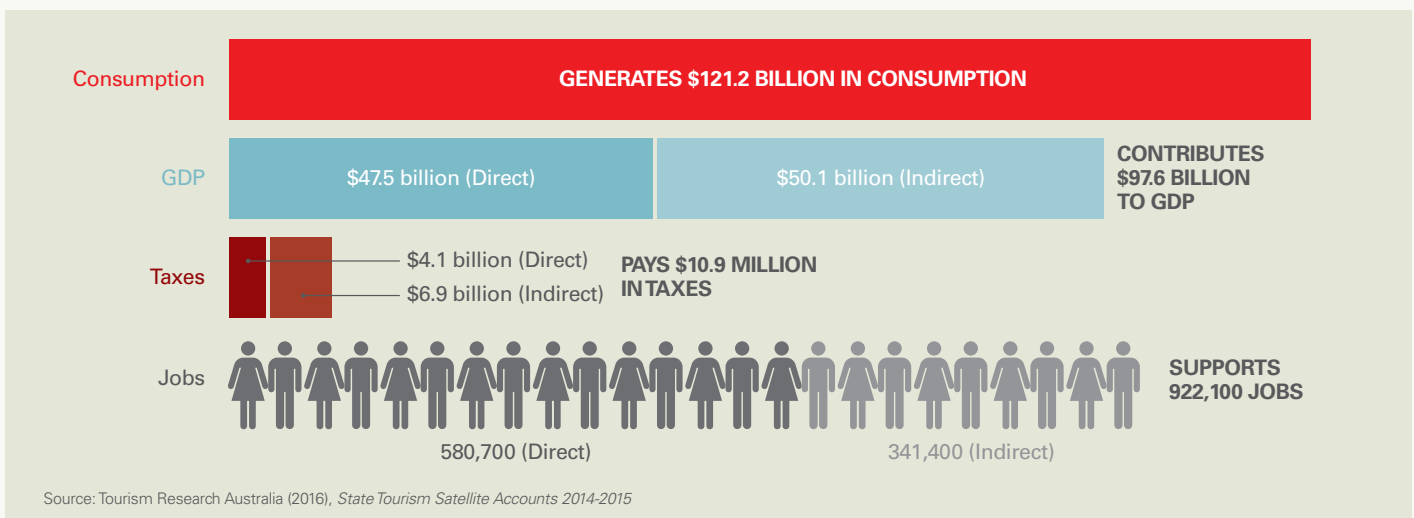 Consumption
GENERATES $121.2 BILLION IN CONSUMPTION
GDP
$47.5 billion (Direct)
$50.1 billion (Indirect)
CONTRIBUTES
$97.6 BILLION
TO GDP
Taxes
$4.1 billion (Direct)
$6.9 billion (Indirect)
PAYS $10.9 MILLION
IN TAXES
Jobs
SUPPORTS
922,100 JOBS
580,700 (Direct)
341,400 (Indirect)
Source: Tourism Research Australia (2016), State Tourism Satellite Accounts 2014-2015